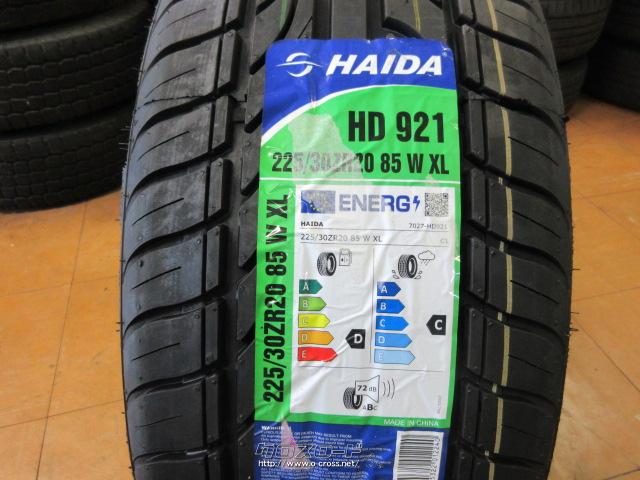 HAIDA
HD 921
225/30ZR20 85 W XL
225/30ZR20 85 W XL
ENERG
HAIDA 7027-HD921
225/30ZR20 85 W XL C1
A A
B B
C C C
D D D
E E
72 dB
ABC
MADE IN CHINA
http://www.o-cross.net/